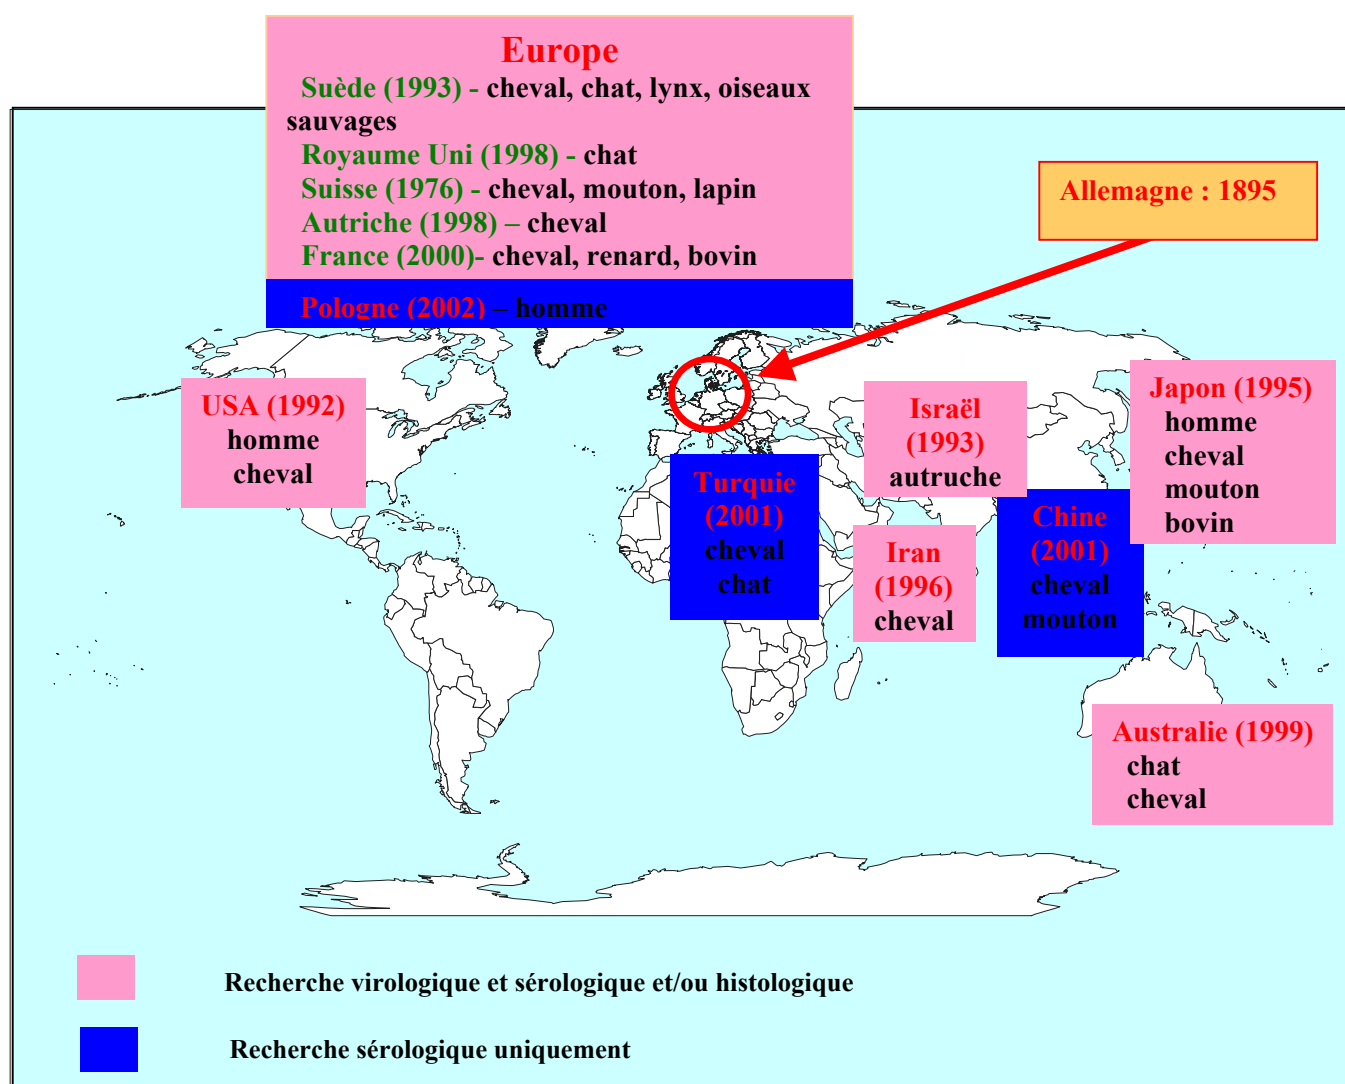 Europe
Suède (1993) - cheval, chat, lynx, oiseaux
sauvages
Royaume Uni (1998) - chat
Suisse (1976) - cheval, mouton, lapin
Autriche (1998) – cheval
France (2000)- cheval, renard, bovin
Pologne (2002) – homme
Allemagne : 1895
USA (1992)
homme
cheval
Turquie
(2001)
cheval
chat
Israël
(1993)
autruche
Iran
(1996)
cheval
Chine
(2001)
cheval
mouton
Japon (1995)
homme
cheval
mouton
bovin
Australie (1999)
chat
cheval
Recherche virologique et sérologique et/ou histologique
Recherche sérologique uniquement